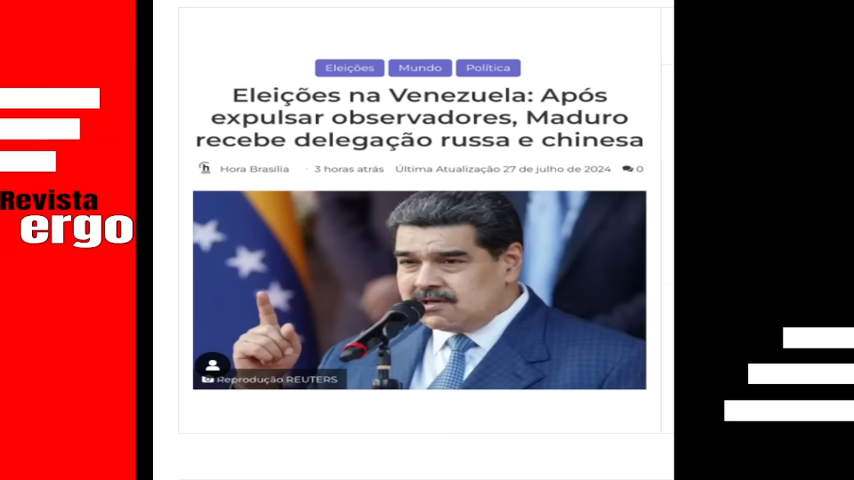 Revista
ergo
Eleições
Mundo
Política
Eleições na Venezuela: Após
expulsar observadores, Maduro
recebe delegação russa e chinesa
h Hora Brasília · 3 horas atrás Última Atualização 27 de julho de 2024 0
Reprodução REUTERS